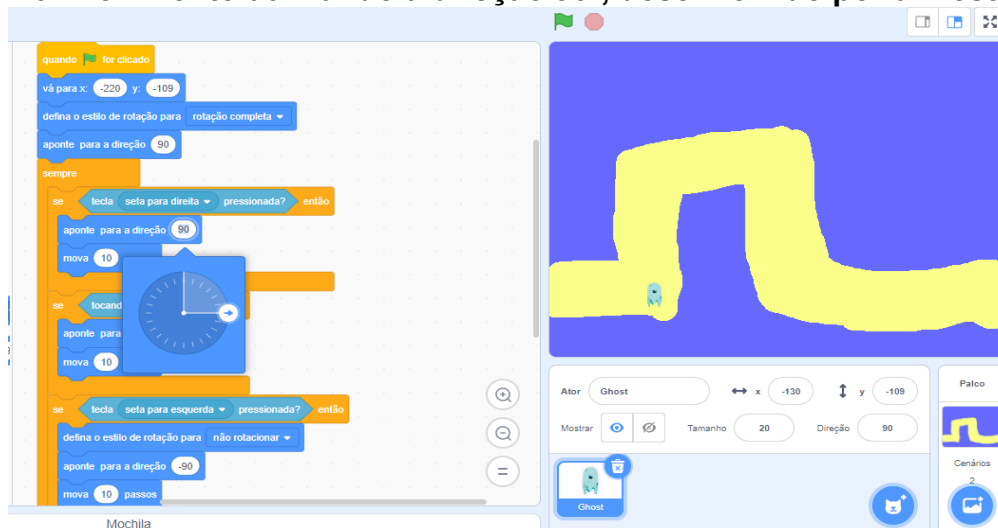 quando for clicado
vá para x: -220 y: -109
defina o estilo de rotação para rotação completa
aponte para a direção 90
sempre
se tecla seta para direita pressionada? então
aponte para a direção 90
mova 10
se tocand
aponte para
mova 10
se tecla seta para esquerda pressionada? então
defina o estilo de rotação para não rotacionar
aponte para a direção -90
mova 10 passos
Mochila
Ator Ghost x -130 y -109
Mostrar Tamanho 20 Direção 90
Ghost
Palco
Cenários
2